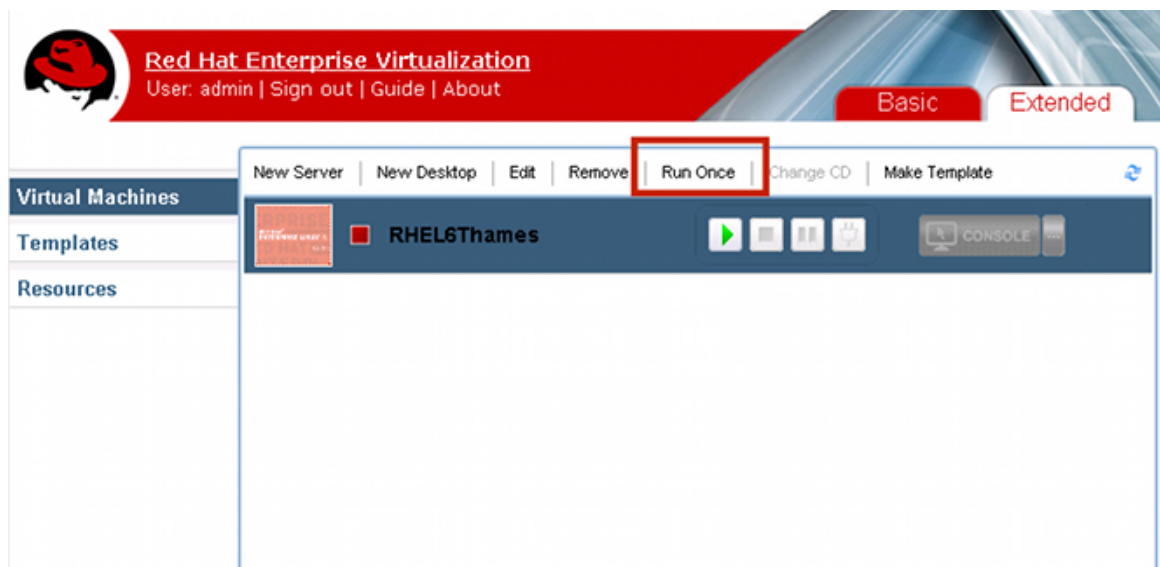 Red Hat Enterprise Virtualization
User: admin | Sign out | Guide | About
Basic
Extended
New Server | New Desktop | Edit | Remove | Run Once | Change CD | Make Template
Virtual Machines
RHEL6Thames
CONSOLE ...
Templates
Resources